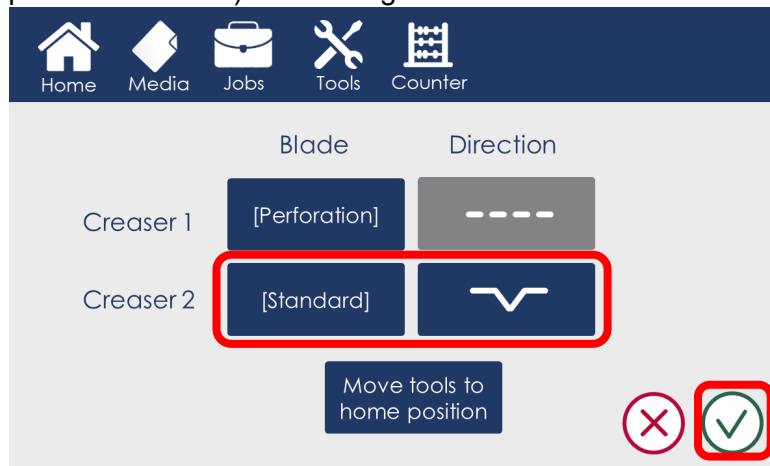 Home Media Jobs Tools Counter
Blade Direction
Creaser 1 [Perforation]
Creaser 2 [Standard]
Move tools to
home position